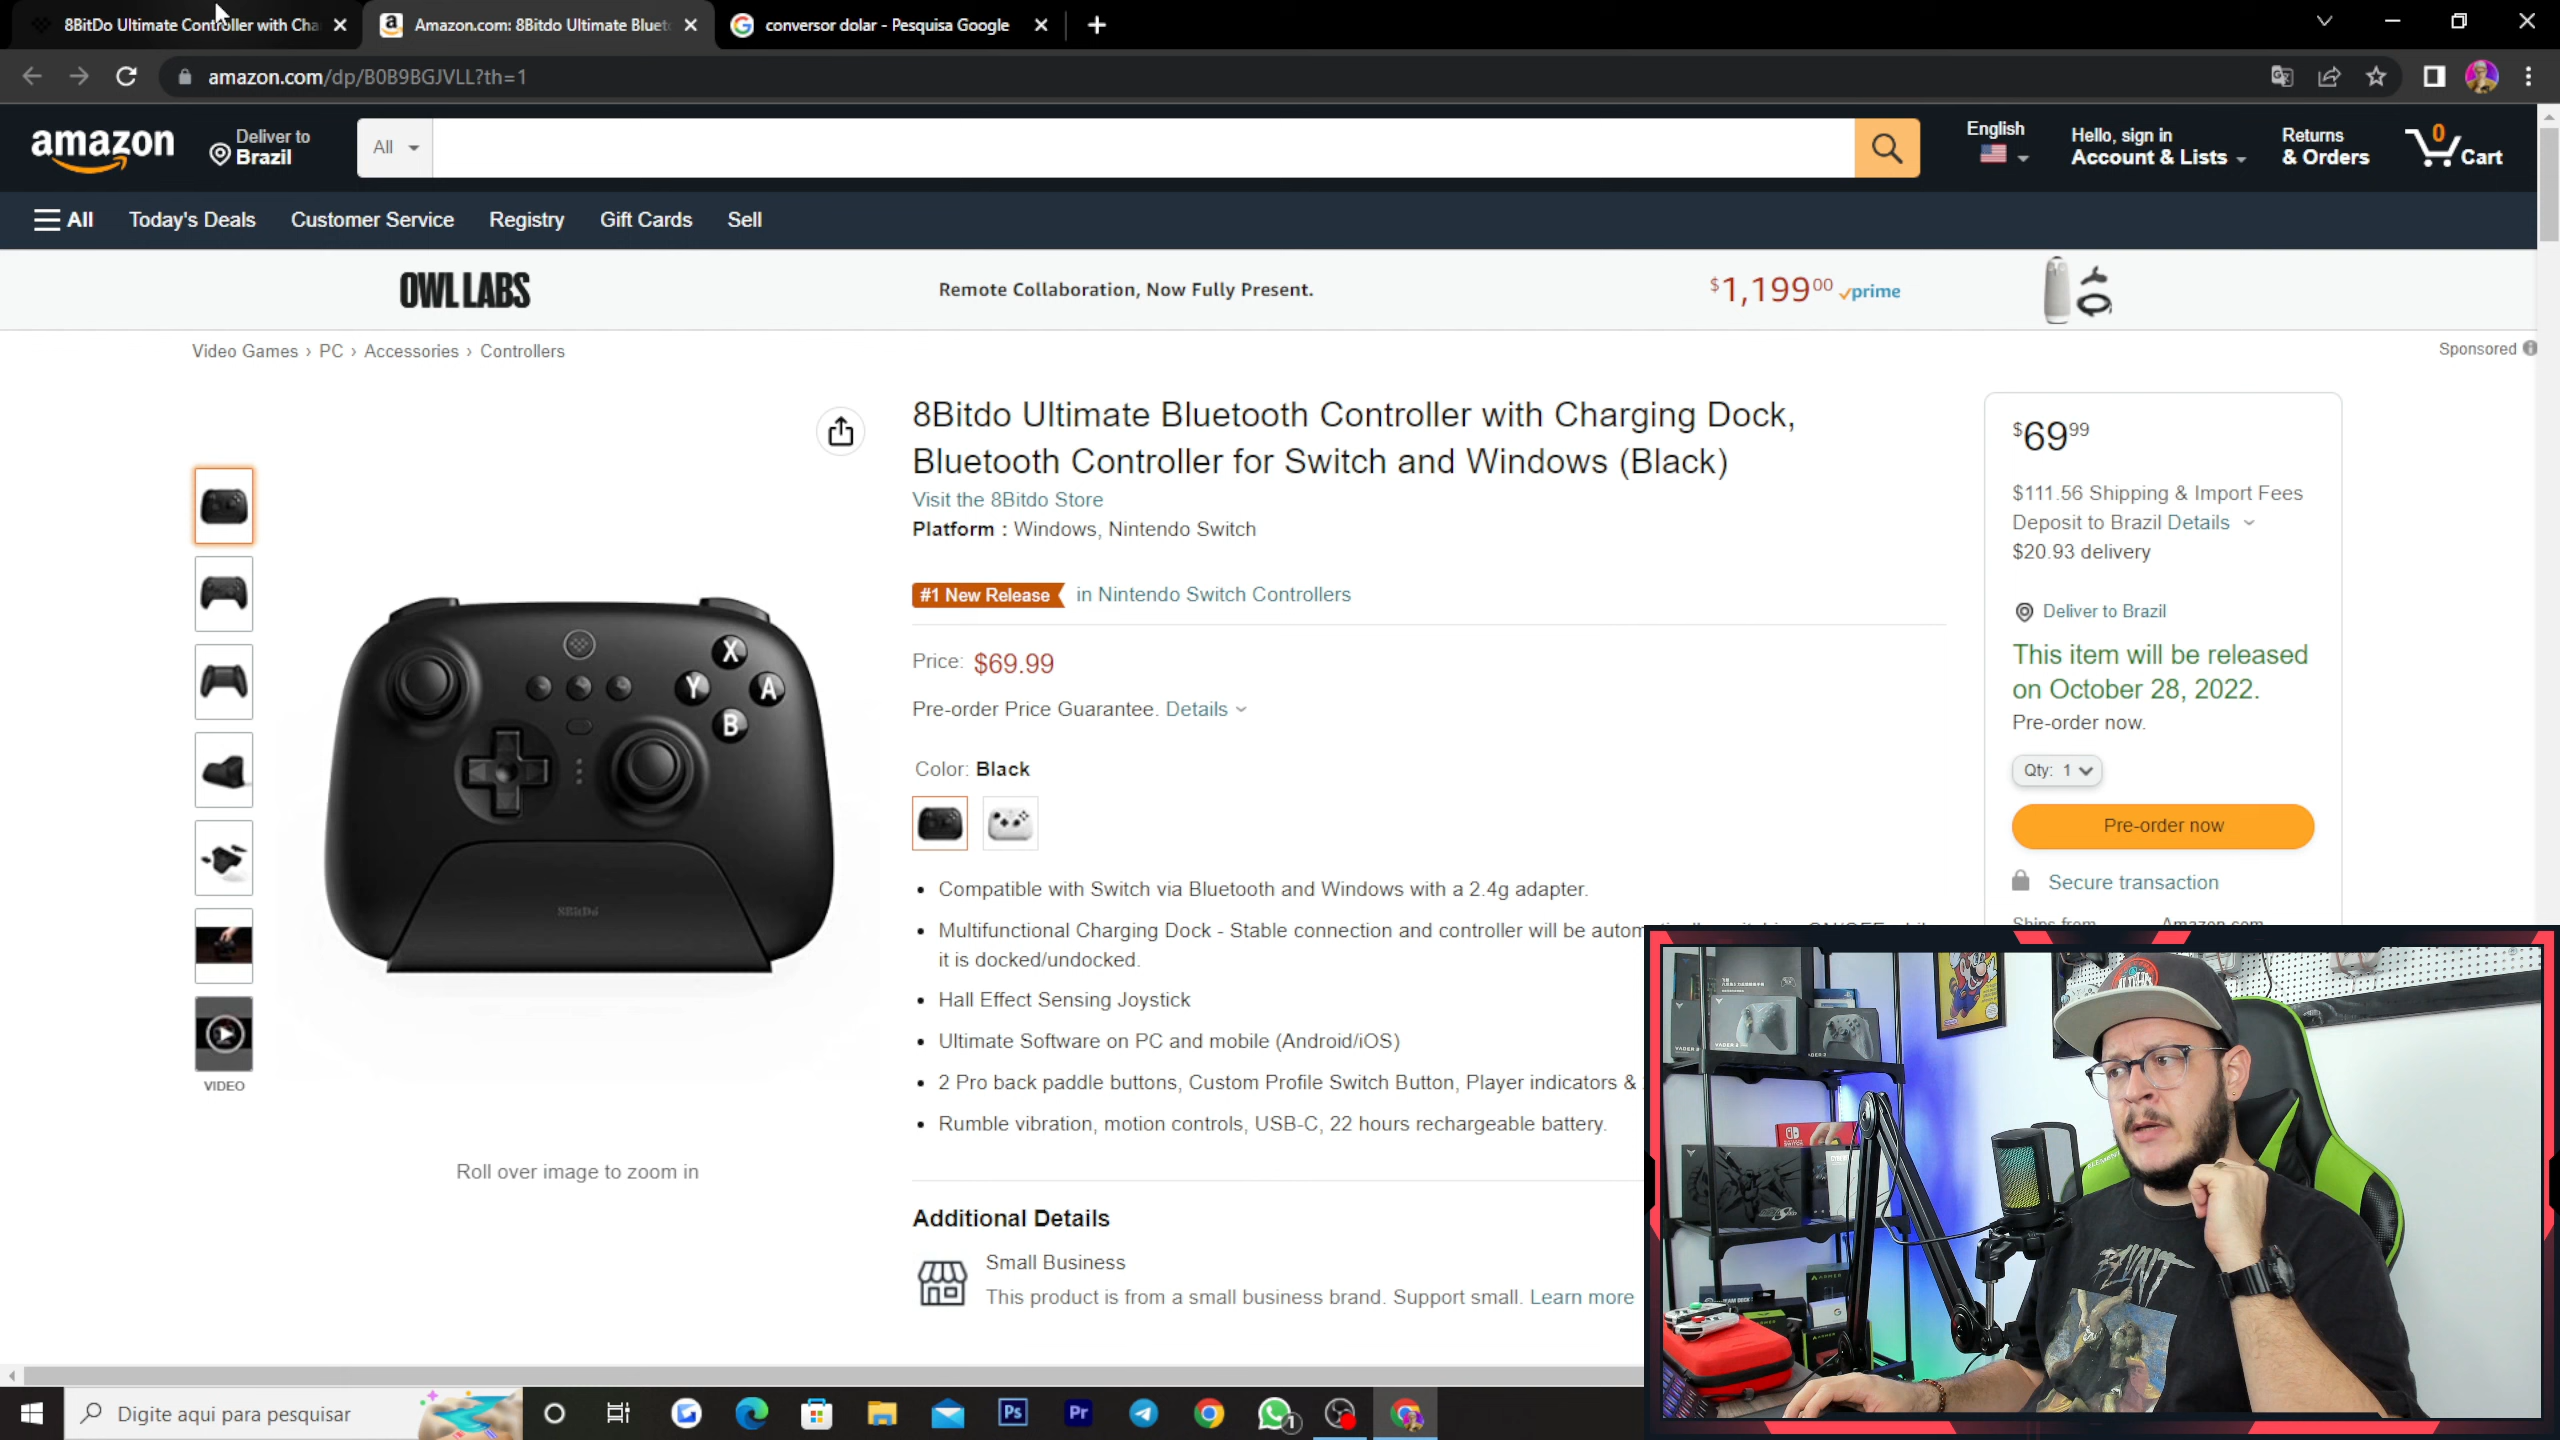 8BitDo Ultimate Controller with Cha
Amazon.com: 8Bitdo Ultimate Bluet
conversor dolar - Pesquisa Google
amazon.com/dp/B0B9BGJVLL?th=1
amazon
Deliver to
Brazil
All
English
Hello, sign in
Account & Lists
Returns
& Orders
0
Cart
All
Today's Deals
Customer Service
Registry
Gift Cards
Sell
OWL LABS
Remote Collaboration, Now Fully Present.
$1,19900 prime
Video Games › PC › Accessories › Controllers
Sponsored
8Bitdo Ultimate Bluetooth Controller with Charging Dock,
Bluetooth Controller for Switch and Windows (Black)
Visit the 8Bitdo Store
Platform : Windows, Nintendo Switch
#1 New Release in Nintendo Switch Controllers
Price: $69.99
Pre-order Price Guarantee. Details
Color: Black
• Compatible with Switch via Bluetooth and Windows with a 2.4g adapter.
• Multifunctional Charging Dock - Stable connection and controller will be autom
it is docked/undocked.
• Hall Effect Sensing Joystick
• Ultimate Software on PC and mobile (Android/iOS)
• 2 Pro back paddle buttons, Custom Profile Switch Button, Player indicators &
• Rumble vibration, motion controls, USB-C, 22 hours rechargeable battery.
Additional Details
Small Business
This product is from a small business brand. Support small. Learn more
$6999
$111.56 Shipping & Import Fees
Deposit to Brazil Details
$20.93 delivery
Deliver to Brazil
This item will be released
on October 28, 2022.
Pre-order now.
Qty: 1
Pre-order now
Secure transaction
Ships from
Amazon.com
X
Y
A
B
8BitDo
VIDEO
Roll over image to zoom in
Digite aqui para pesquisar
Ps
Pr
1